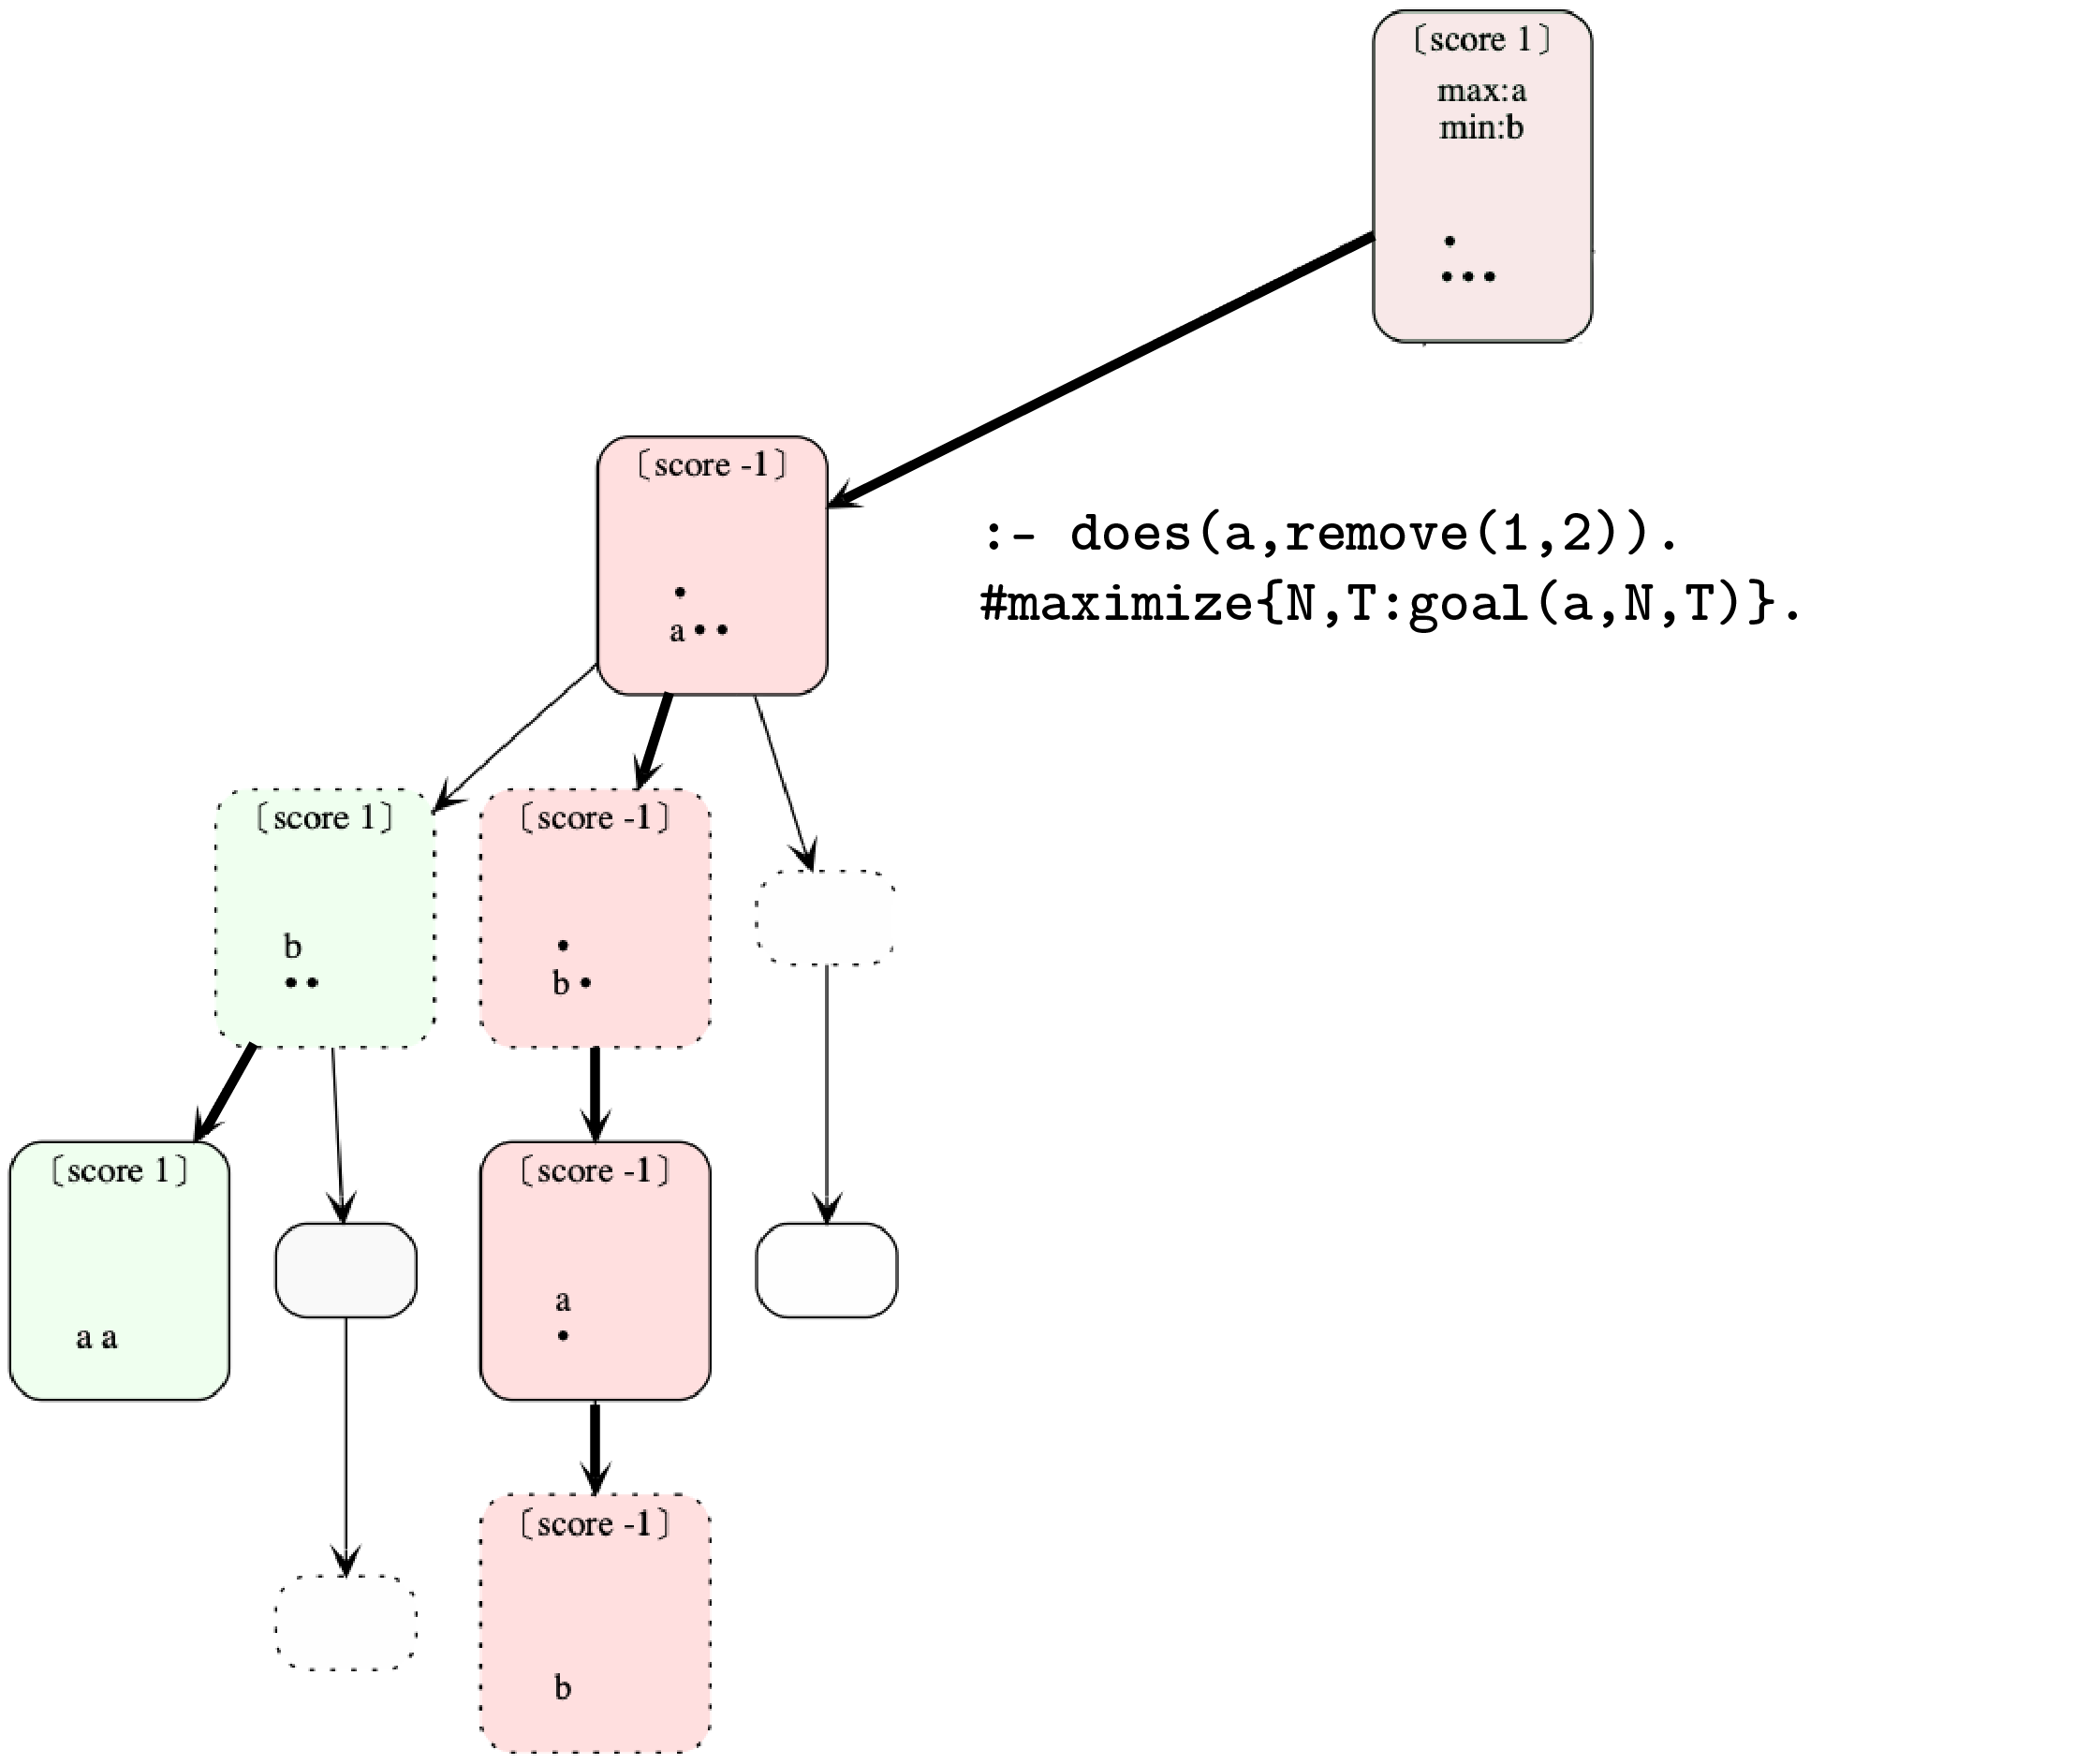 〔score 1〕
max:a
min:b
•
•••
〔score -1〕
•
a••
:- does(a,remove(1,2)).
#maximize{N,T:goal(a,N,T)}.
〔score 1〕
b
••
〔score -1〕
•
b•
〔score 1〕
a a
〔score -1〕
a
•
〔score -1〕
b